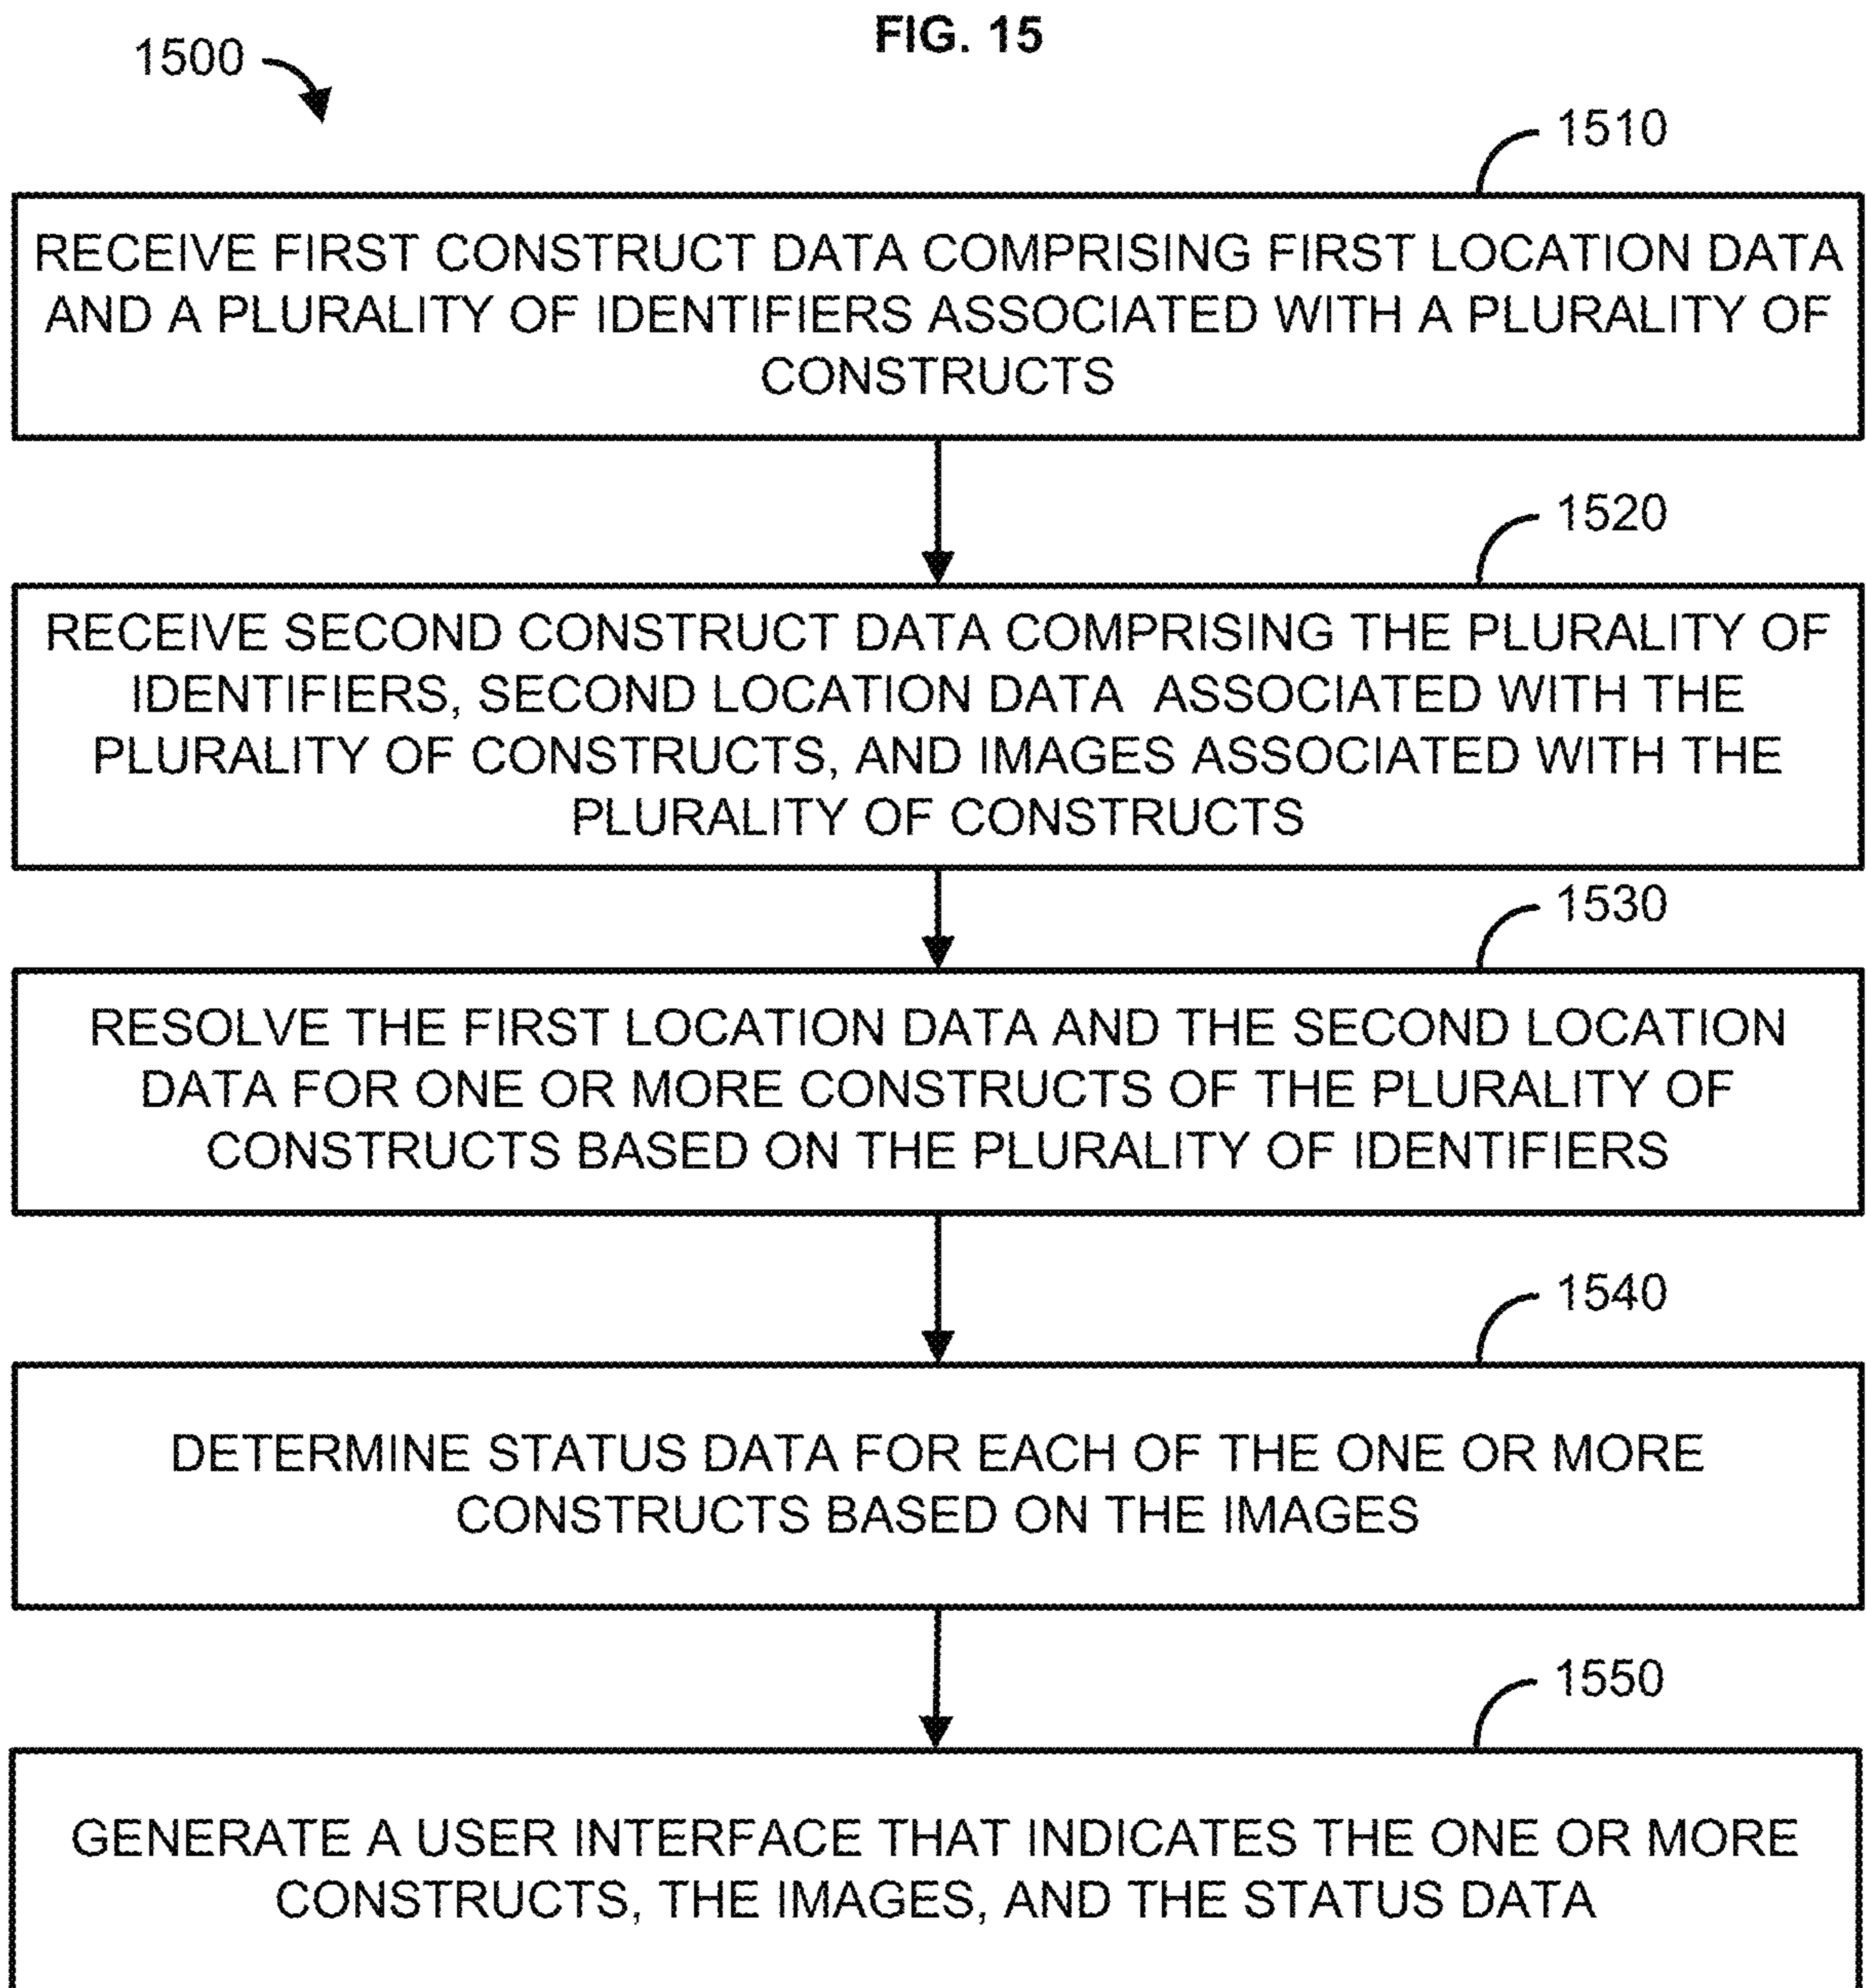 FIG. 15
1500
1510
RECEIVE FIRST CONSTRUCT DATA COMPRISING FIRST LOCATION DATA
AND A PLURALITY OF IDENTIFIERS ASSOCIATED WITH A PLURALITY OF
CONSTRUCTS
1520
RECEIVE SECOND CONSTRUCT DATA COMPRISING THE PLURALITY OF
IDENTIFIERS, SECOND LOCATION DATA ASSOCIATED WITH THE
PLURALITY OF CONSTRUCTS, AND IMAGES ASSOCIATED WITH THE
PLURALITY OF CONSTRUCTS
1530
RESOLVE THE FIRST LOCATION DATA AND THE SECOND LOCATION
DATA FOR ONE OR MORE CONSTRUCTS OF THE PLURALITY OF
CONSTRUCTS BASED ON THE PLURALITY OF IDENTIFIERS
1540
DETERMINE STATUS DATA FOR EACH OF THE ONE OR MORE
CONSTRUCTS BASED ON THE IMAGES
1550
GENERATE A USER INTERFACE THAT INDICATES THE ONE OR MORE
CONSTRUCTS, THE IMAGES, AND THE STATUS DATA